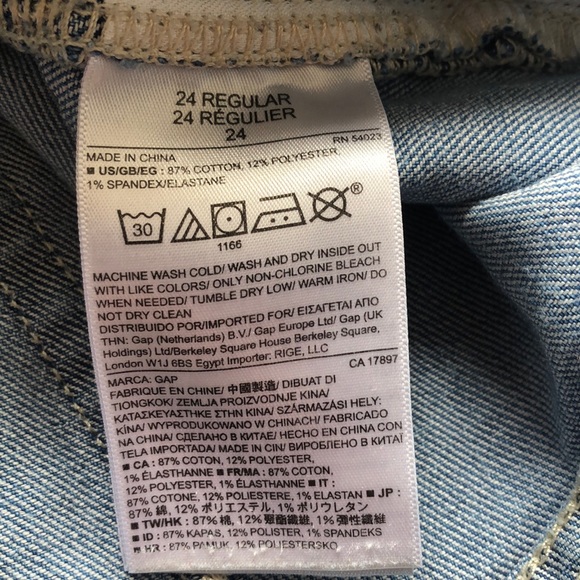 24 REGULAR
24 RÉGULIER
24
RN 54023
MADE IN CHINA
■ US/GB/EG : 87% COTTON, 12% POLYESTER,
1% SPANDEX/ELASTANE
30
1166
®
MACHINE WASH COLD/ WASH AND DRY INSIDE OUT
WITH LIKE COLORS/ ONLY NON-CHLORINE BLEACH
WHEN NEEDED/ TUMBLE DRY LOW/ WARM IRON/ DO
NOT DRY CLEAN
DISTRIBUIDO POR/IMPORTED FOR/ ΕΙΣΑΓΕΤΑΙ ΑΠΟ
ΤΗΝ: Gap (Netherlands) B.V./ Gap Europe Ltd/ Gap (UK
Holdings) Ltd/Berkeley Square House Berkeley Square,
London W1J 6BS Egypt Importer: RIGE, LLC
CA 17897
MARCA: GAP
FABRIQUÉ EN CHINE/ 中國製造/ DIBUAT DI
TIONGKOK/ ZEMLJA PROIZVODNJE KINA/
ΚΑΤΑΣΚΕΥΑΣΤΗΚΕ ΣΤΗΝ ΚΙΝΑ/ SZÁRMAZÁSI HELY:
KÍNA/ WYPRODUKOWANO W CHINACH/ FABRICADO
NA CHINA/ СДЕЛАНО В КИТАЕ/ HECHO EN CHINA CON
TELA IMPORTADA/ MADE IN CIN/ ВИРОБЛЕНО В КИТАЇ
■ CA : 87% COTON, 12% POLYESTER,
1% ÉLASTHANNE ■ FR/MA : 87% COTON,
12% POLYESTER, 1% ÉLASTHANNE ■ IT :
87% COTONE, 12% POLIESTERE, 1% ELASTAN ■ JP :
87% 綿, 12% ポリエステル, 1% ポリウレタン
■ TW/HK : 87% 棉, 12% 聚酯纖維, 1% 彈性纖維
■ ID : 87% KAPAS, 12% POLISTER, 1% SPANDEKS
■ HR : 87% PAMUK, 12% POLIESTERSKO